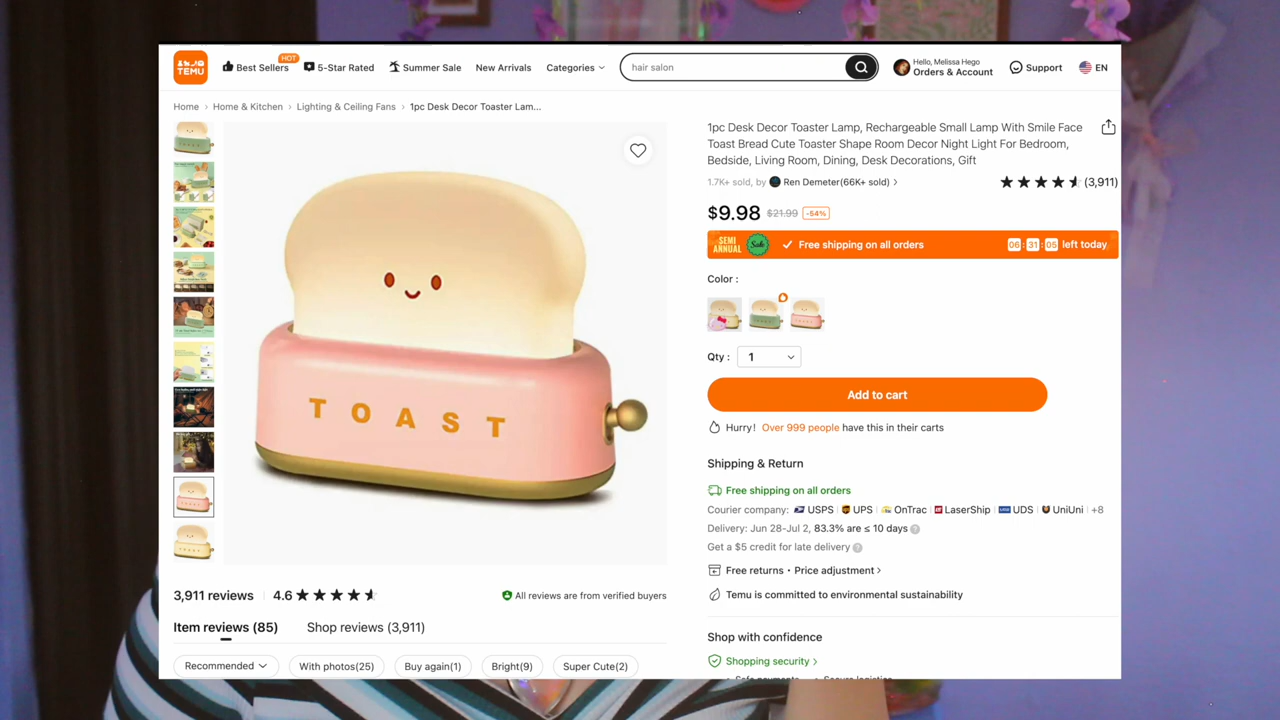 TEMU
Best Sellers
HOT
5-Star Rated
Summer Sale
New Arrivals
Categories
hair salon
Hello, Melissa Hego
Orders & Account
Support
EN
Home › Home & Kitchen › Lighting & Ceiling Fans › 1pc Desk Decor Toaster Lam...
TOAST
1pc Desk Decor Toaster Lamp, Rechargeable Small Lamp With Smile Face
Toast Bread Cute Toaster Shape Room Decor Night Light For Bedroom,
Bedside, Living Room, Dining, Desk Decorations, Gift
1.7K+ sold, by Ren Demeter(66K+ sold) ›
(3,911)
$9.98 $21.99 -54%
SEMI
ANNUAL
Sale
Free shipping on all orders
06:31:05 left today
Color :
Qty : 1
Add to cart
Hurry! Over 999 people have this in their carts
Shipping & Return
Free shipping on all orders
Courier company: USPS UPS OnTrac LaserShip UDS UniUni +8
Delivery: Jun 28-Jul 2, 83.3% are ≤ 10 days
Get a $5 credit for late delivery
Free returns • Price adjustment ›
Temu is committed to environmental sustainability
Shop with confidence
Shopping security ›
3,911 reviews 4.6
All reviews are from verified buyers
Item reviews (85) Shop reviews (3,911)
Recommended
With photos(25)
Buy again(1)
Bright(9)
Super Cute(2)